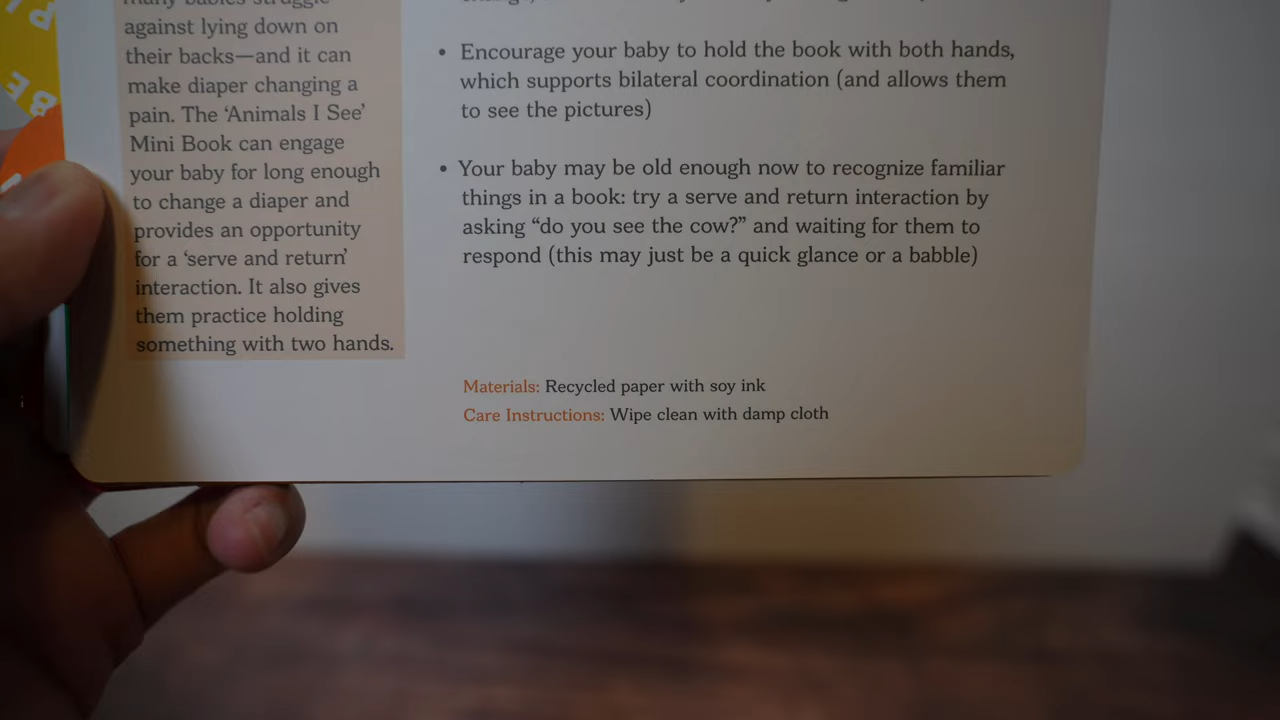 many babies struggle
against lying down on
their backs—and it can
make diaper changing a
pain. The ‘Animals I See’
Mini Book can engage
your baby for long enough
to change a diaper and
provides an opportunity
for a ‘serve and return’
interaction. It also gives
them practice holding
something with two hands.
• Encourage your baby to hold the book with both hands,
which supports bilateral coordination (and allows them
to see the pictures)
• Your baby may be old enough now to recognize familiar
things in a book: try a serve and return interaction by
asking “do you see the cow?” and waiting for them to
respond (this may just be a quick glance or a babble)
Materials: Recycled paper with soy ink
Care Instructions: Wipe clean with damp cloth